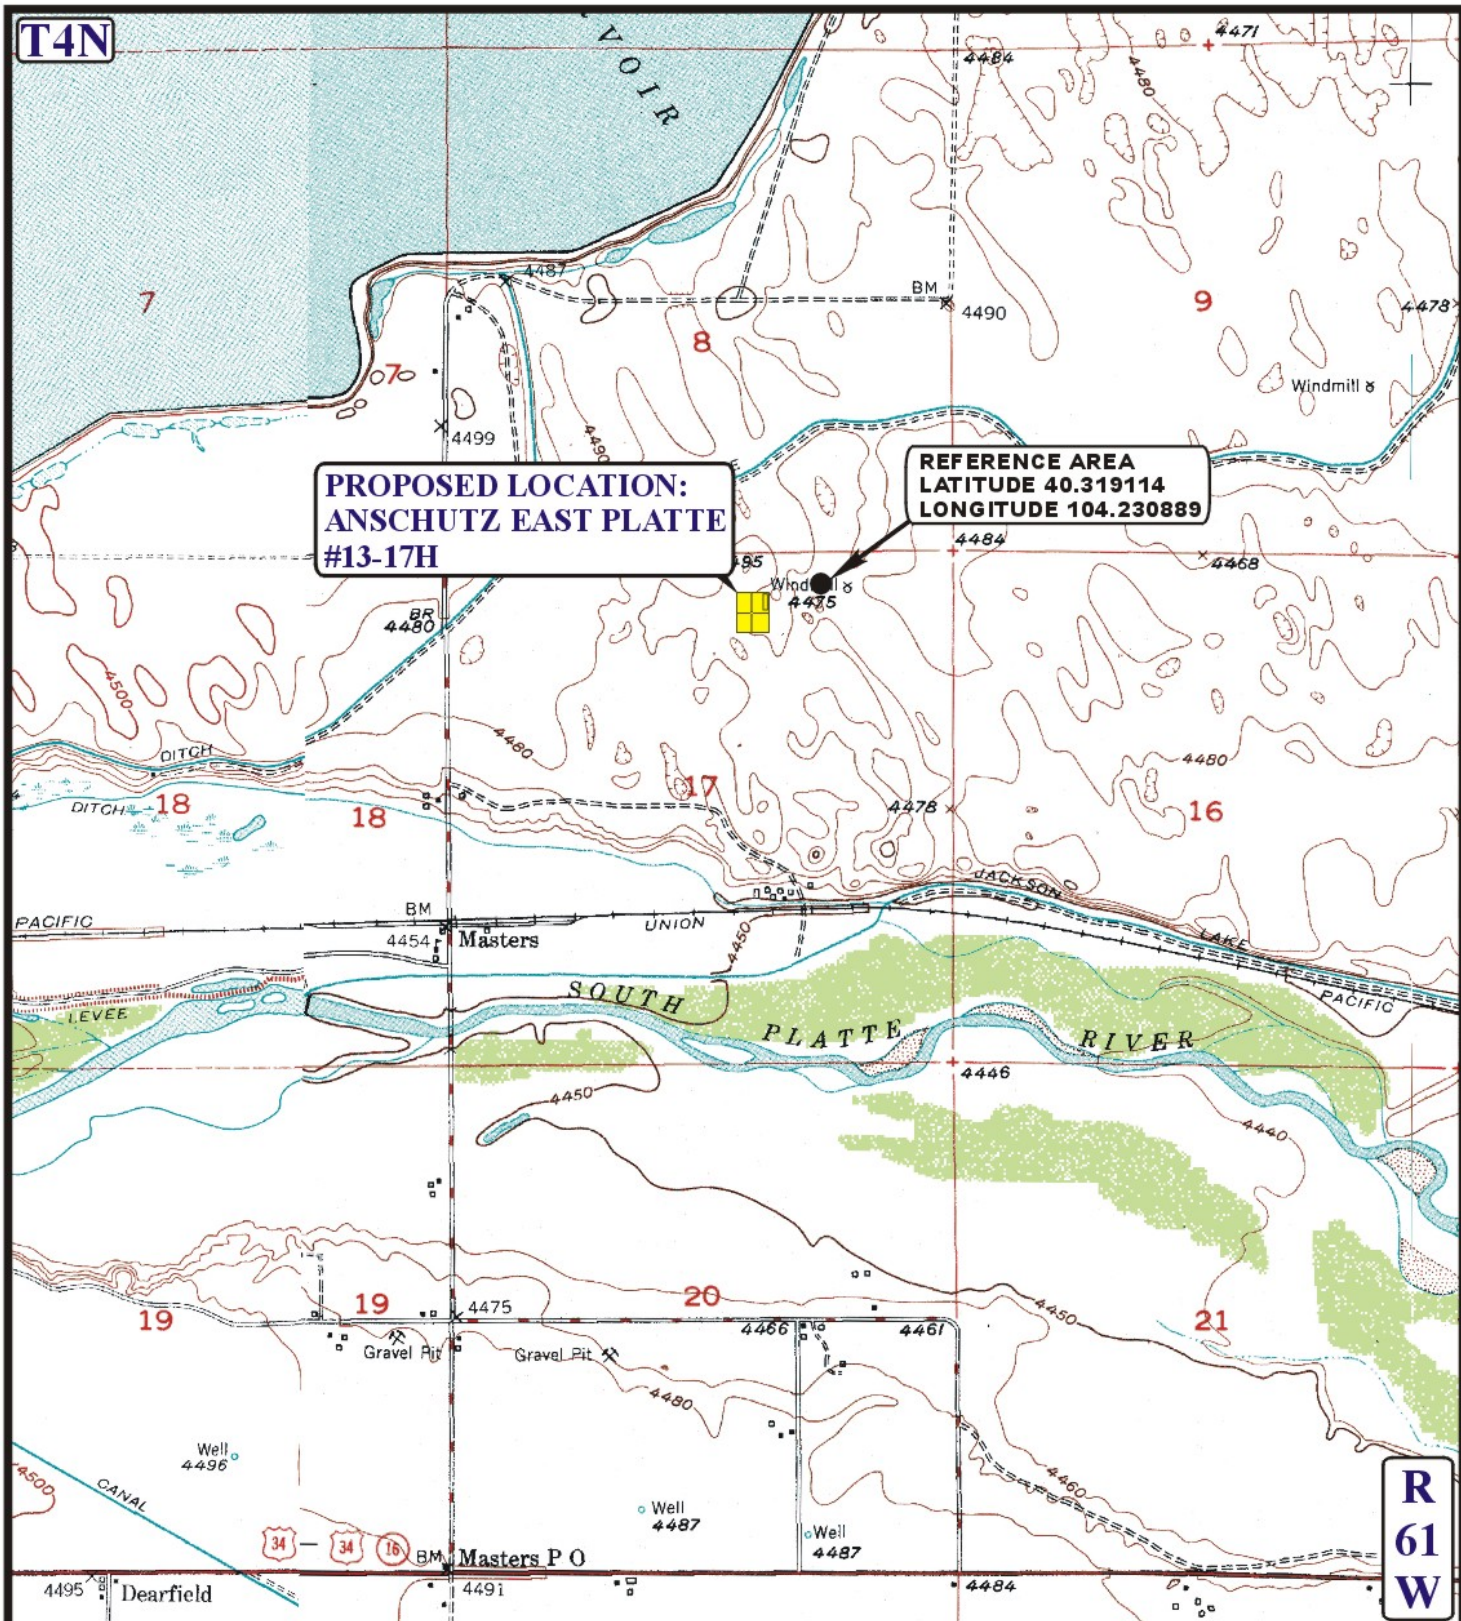 T4N
VOIR
4471
4484
4480
7
4487
BM
4490
9
4478
8
7
Windmill
4499
4490
PROPOSED LOCATION:
ANSCHUTZ EAST PLATTE
#13-17H
REFERENCE AREA
LATITUDE 40.319114
LONGITUDE 104.230889
4484
4468
4475
BR
4480
4500
4480
DITCH
4480
DITCH
18
18
17
4478
16
JACKSON
PACIFIC
BM
4454
Masters
UNION
4450
LAKE
PACIFIC
LEVEE
SOUTH
PLATTE
RIVER
4446
4450
4440
19
19
4475
20
4466
4461
4450
21
Gravel Pit
Gravel Pit
4480
Well
4496
4500
CANAL
4460
Well
4487
Well
4487
R
61
W
34
34
16
BM
Masters P O
4495
Dearfield
4491
4484